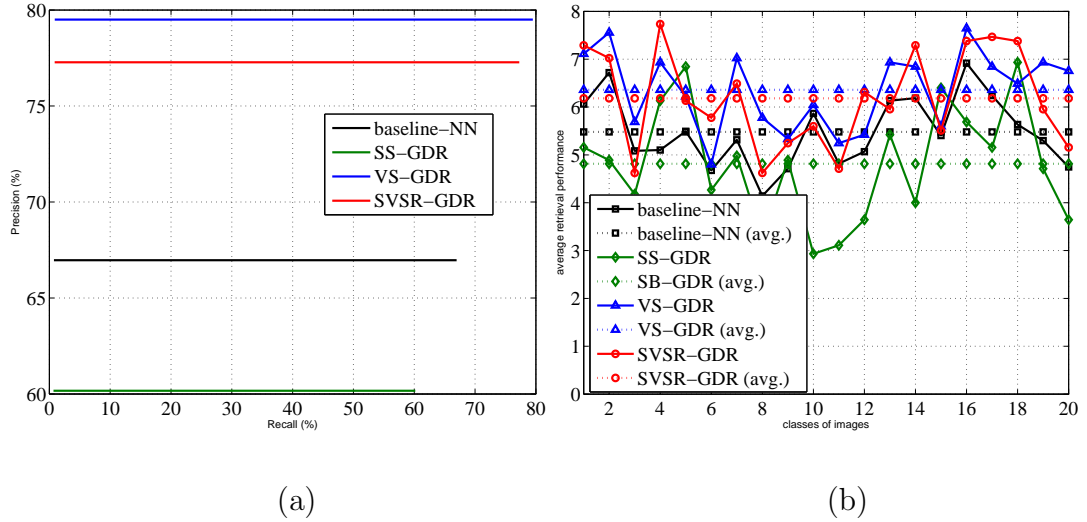 80
75
70
65
60
Precision (%)
0
10
20
30
40
50
60
70
80
Recall (%)
baseline−NN
SS−GDR
VS−GDR
SVSR−GDR
(a)
8
7
6
5
4
3
2
1
0
average retrieval performance
2
4
6
8
10
12
14
16
18
20
classes of images
baseline−NN
baseline−NN (avg.)
SS−GDR
SB−GDR (avg.)
VS−GDR
VS−GDR (avg.)
SVSR−GDR
SVSR−GDR (avg.)
(b)